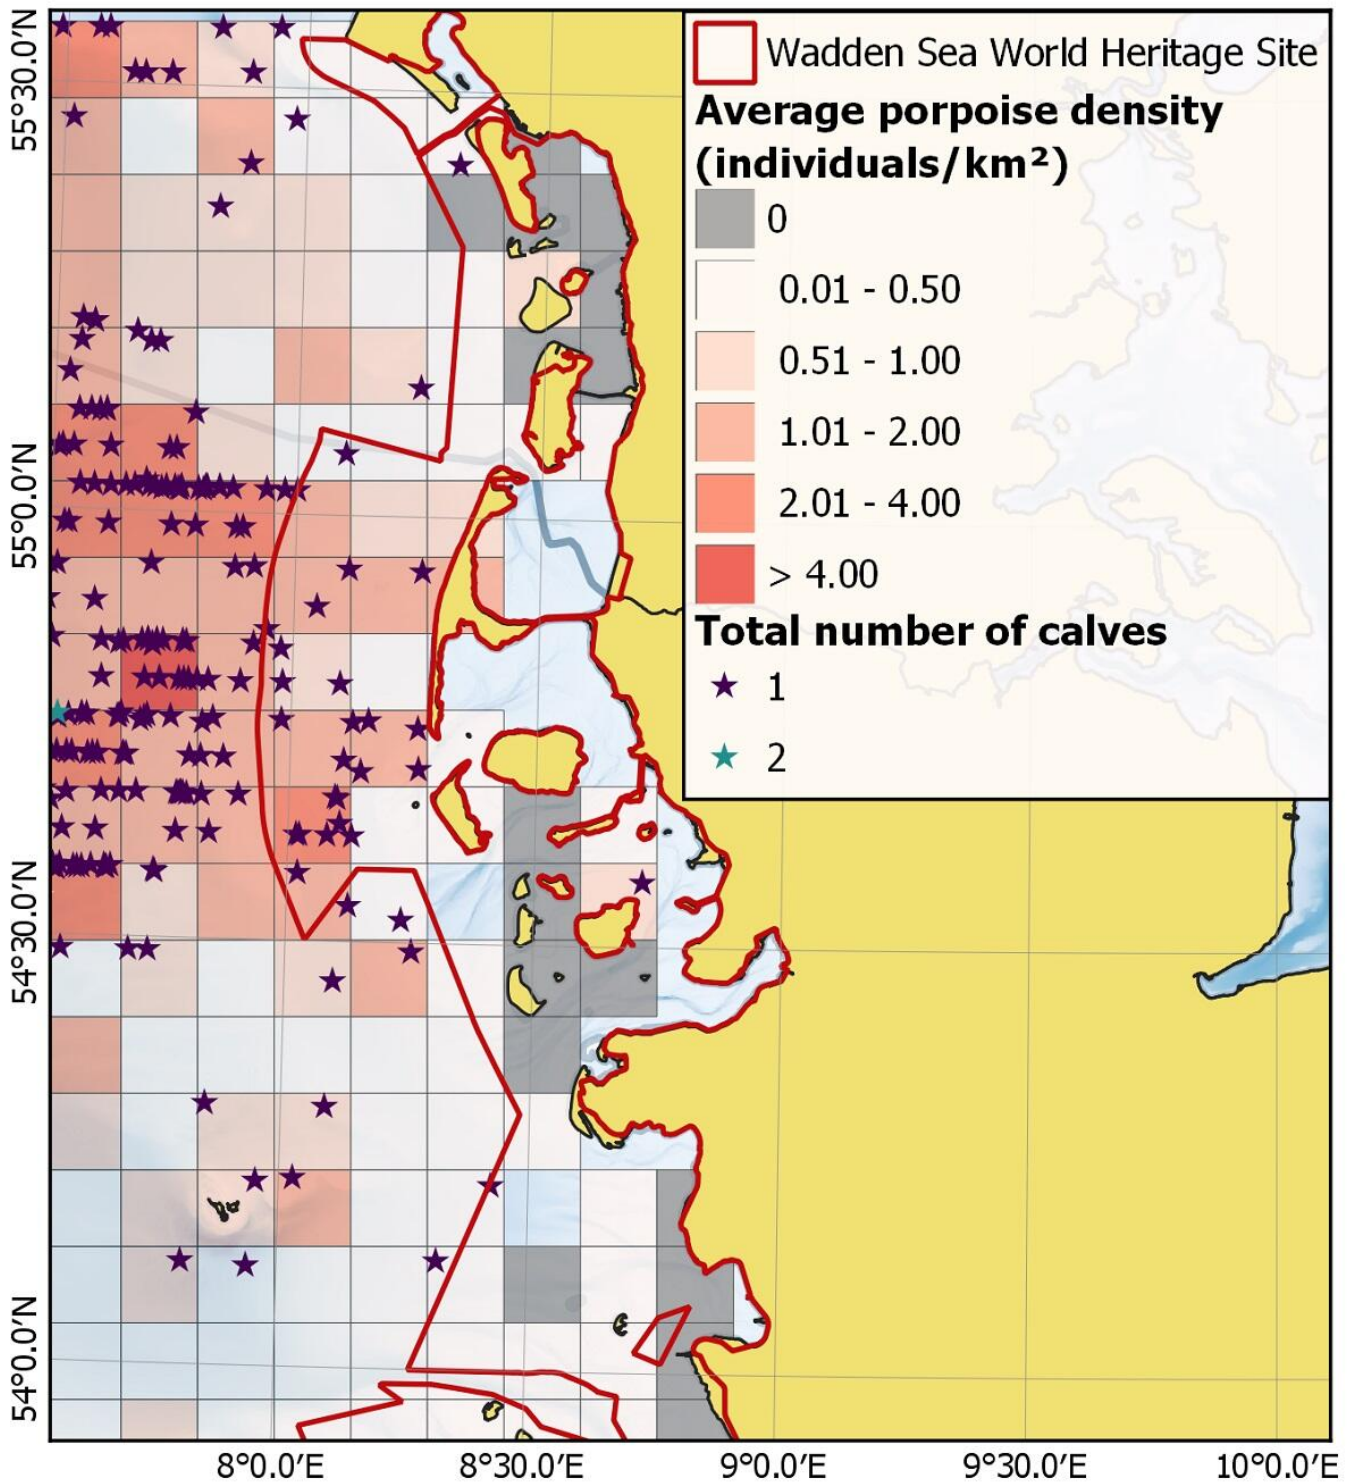 Wadden Sea World Heritage Site
Average porpoise density
(individuals/km²)
0
0.01 - 0.50
0.51 - 1.00
1.01 - 2.00
2.01 - 4.00
> 4.00
Total number of calves
1
2
55°30.0′N
55°0.0′N
54°30.0′N
54°0.0′N
8°0.0′E
8°30.0′E
9°0.0′E
9°30.0′E
10°0.0′E